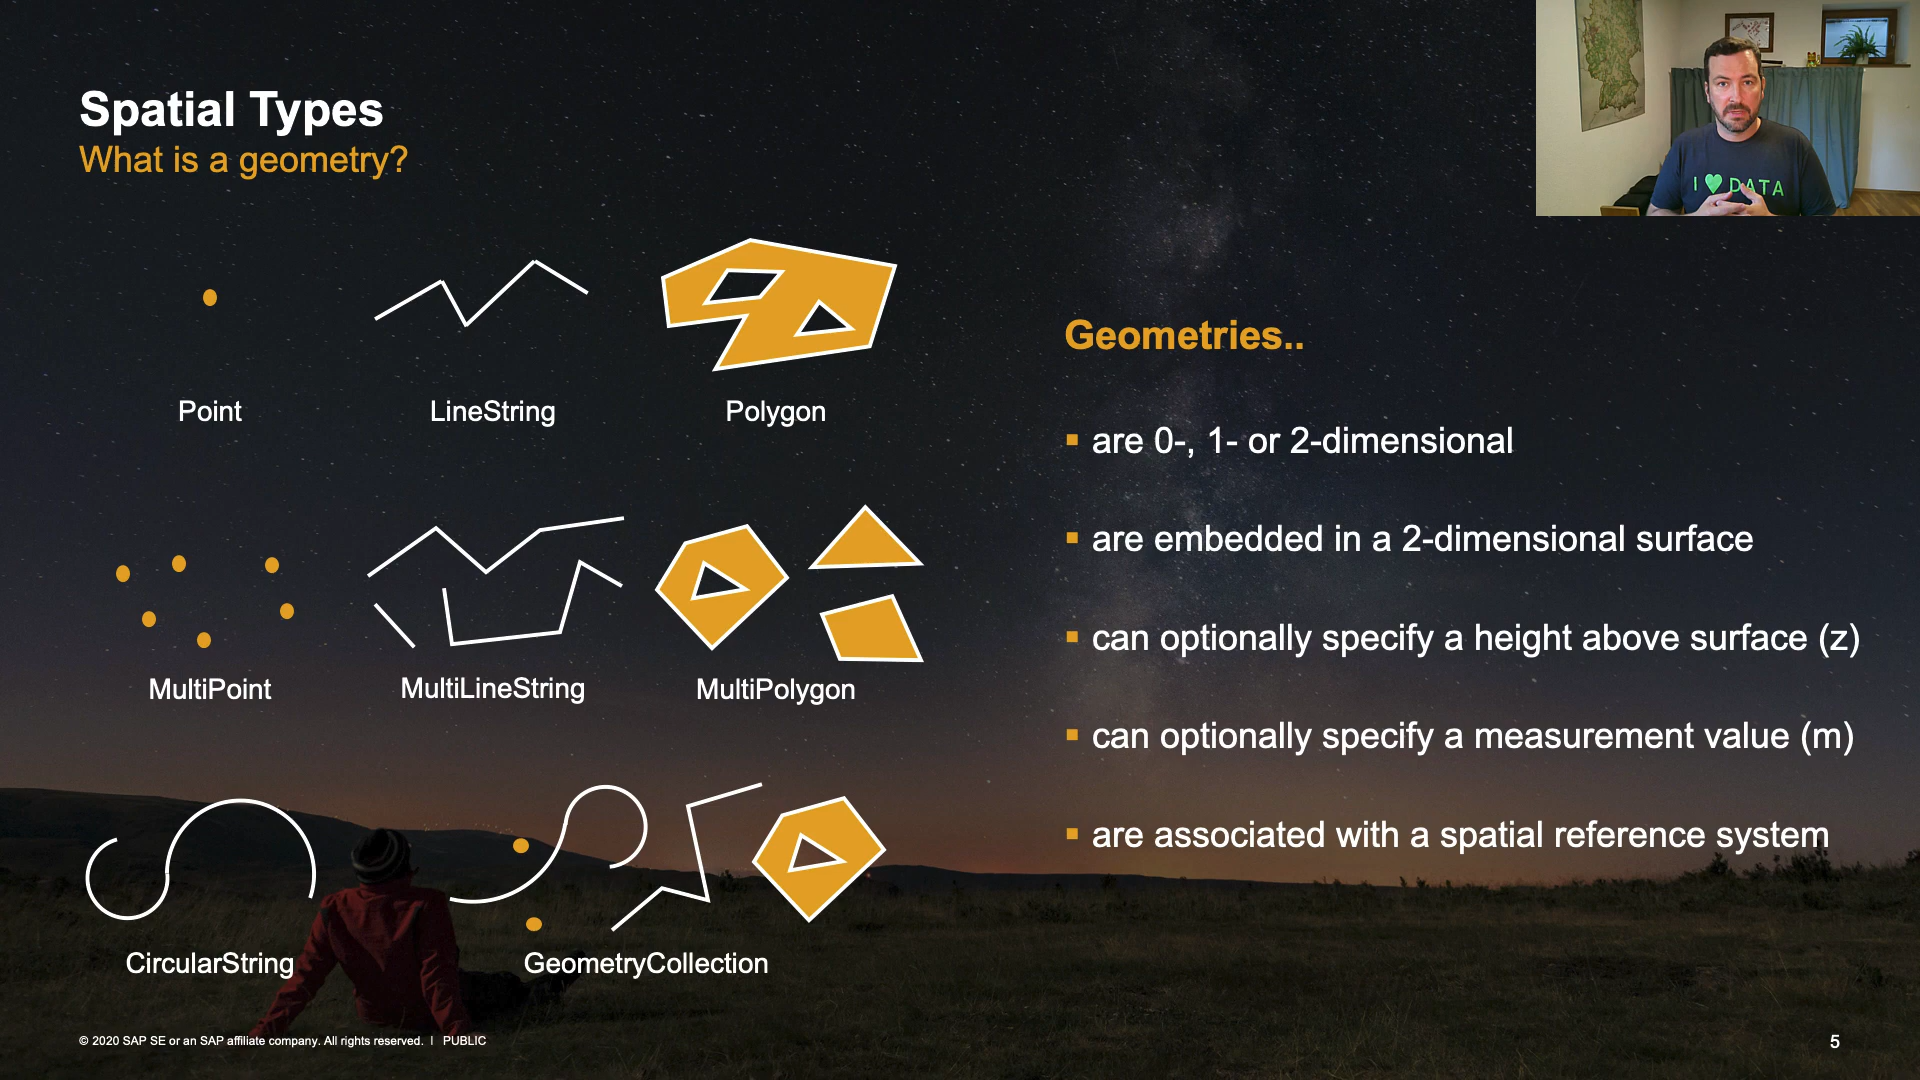 Spatial Types
What is a geometry?
I 💚 DATA
Point
LineString
Polygon
MultiPoint
MultiLineString
MultiPolygon
CircularString
GeometryCollection
Geometries..
▪ are 0-, 1- or 2-dimensional
▪ are embedded in a 2-dimensional surface
▪ can optionally specify a height above surface (z)
▪ can optionally specify a measurement value (m)
▪ are associated with a spatial reference system
© 2020 SAP SE or an SAP affiliate company. All rights reserved. | PUBLIC
5